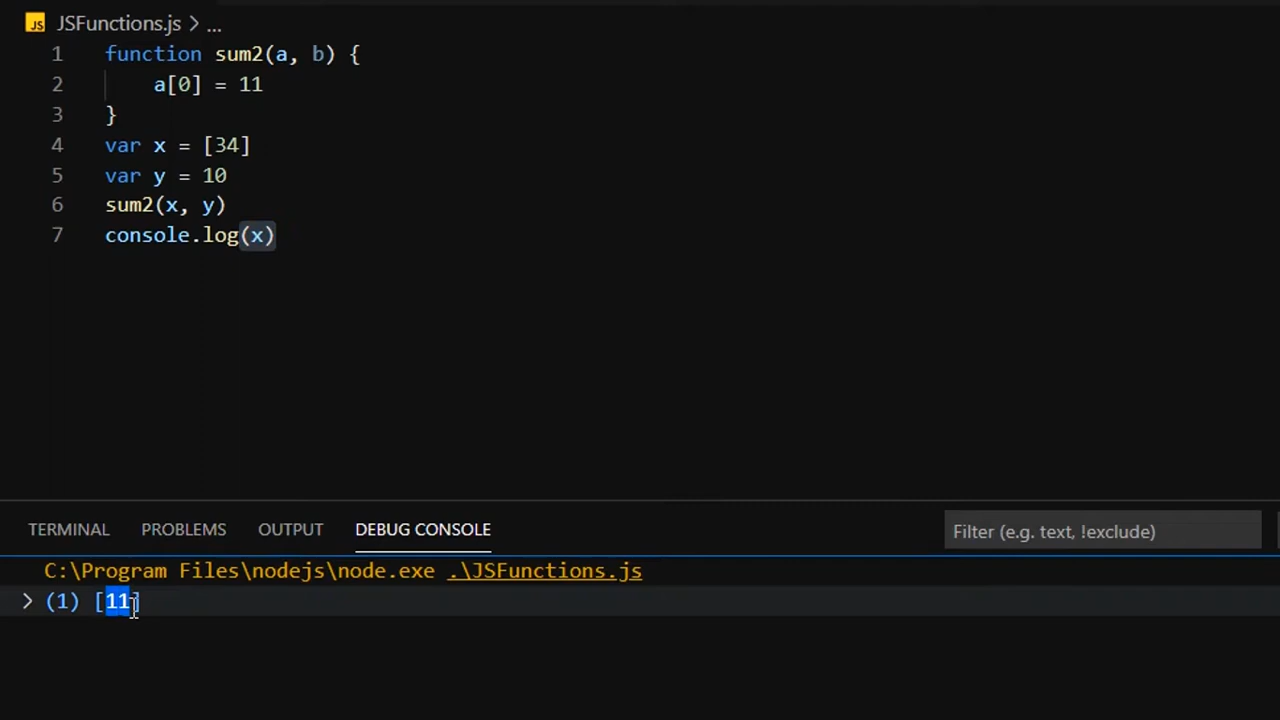 JS JSFunctions.js > ...
1 function sum2(a, b) {
2     a[0] = 11
3 }
4 var x = [34]
5 var y = 10
6 sum2(x, y)
7 console.log(x)
TERMINAL PROBLEMS OUTPUT DEBUG CONSOLE Filter (e.g. text, !exclude)
C:\Program Files\nodejs\node.exe .\JSFunctions.js
> (1) [11]